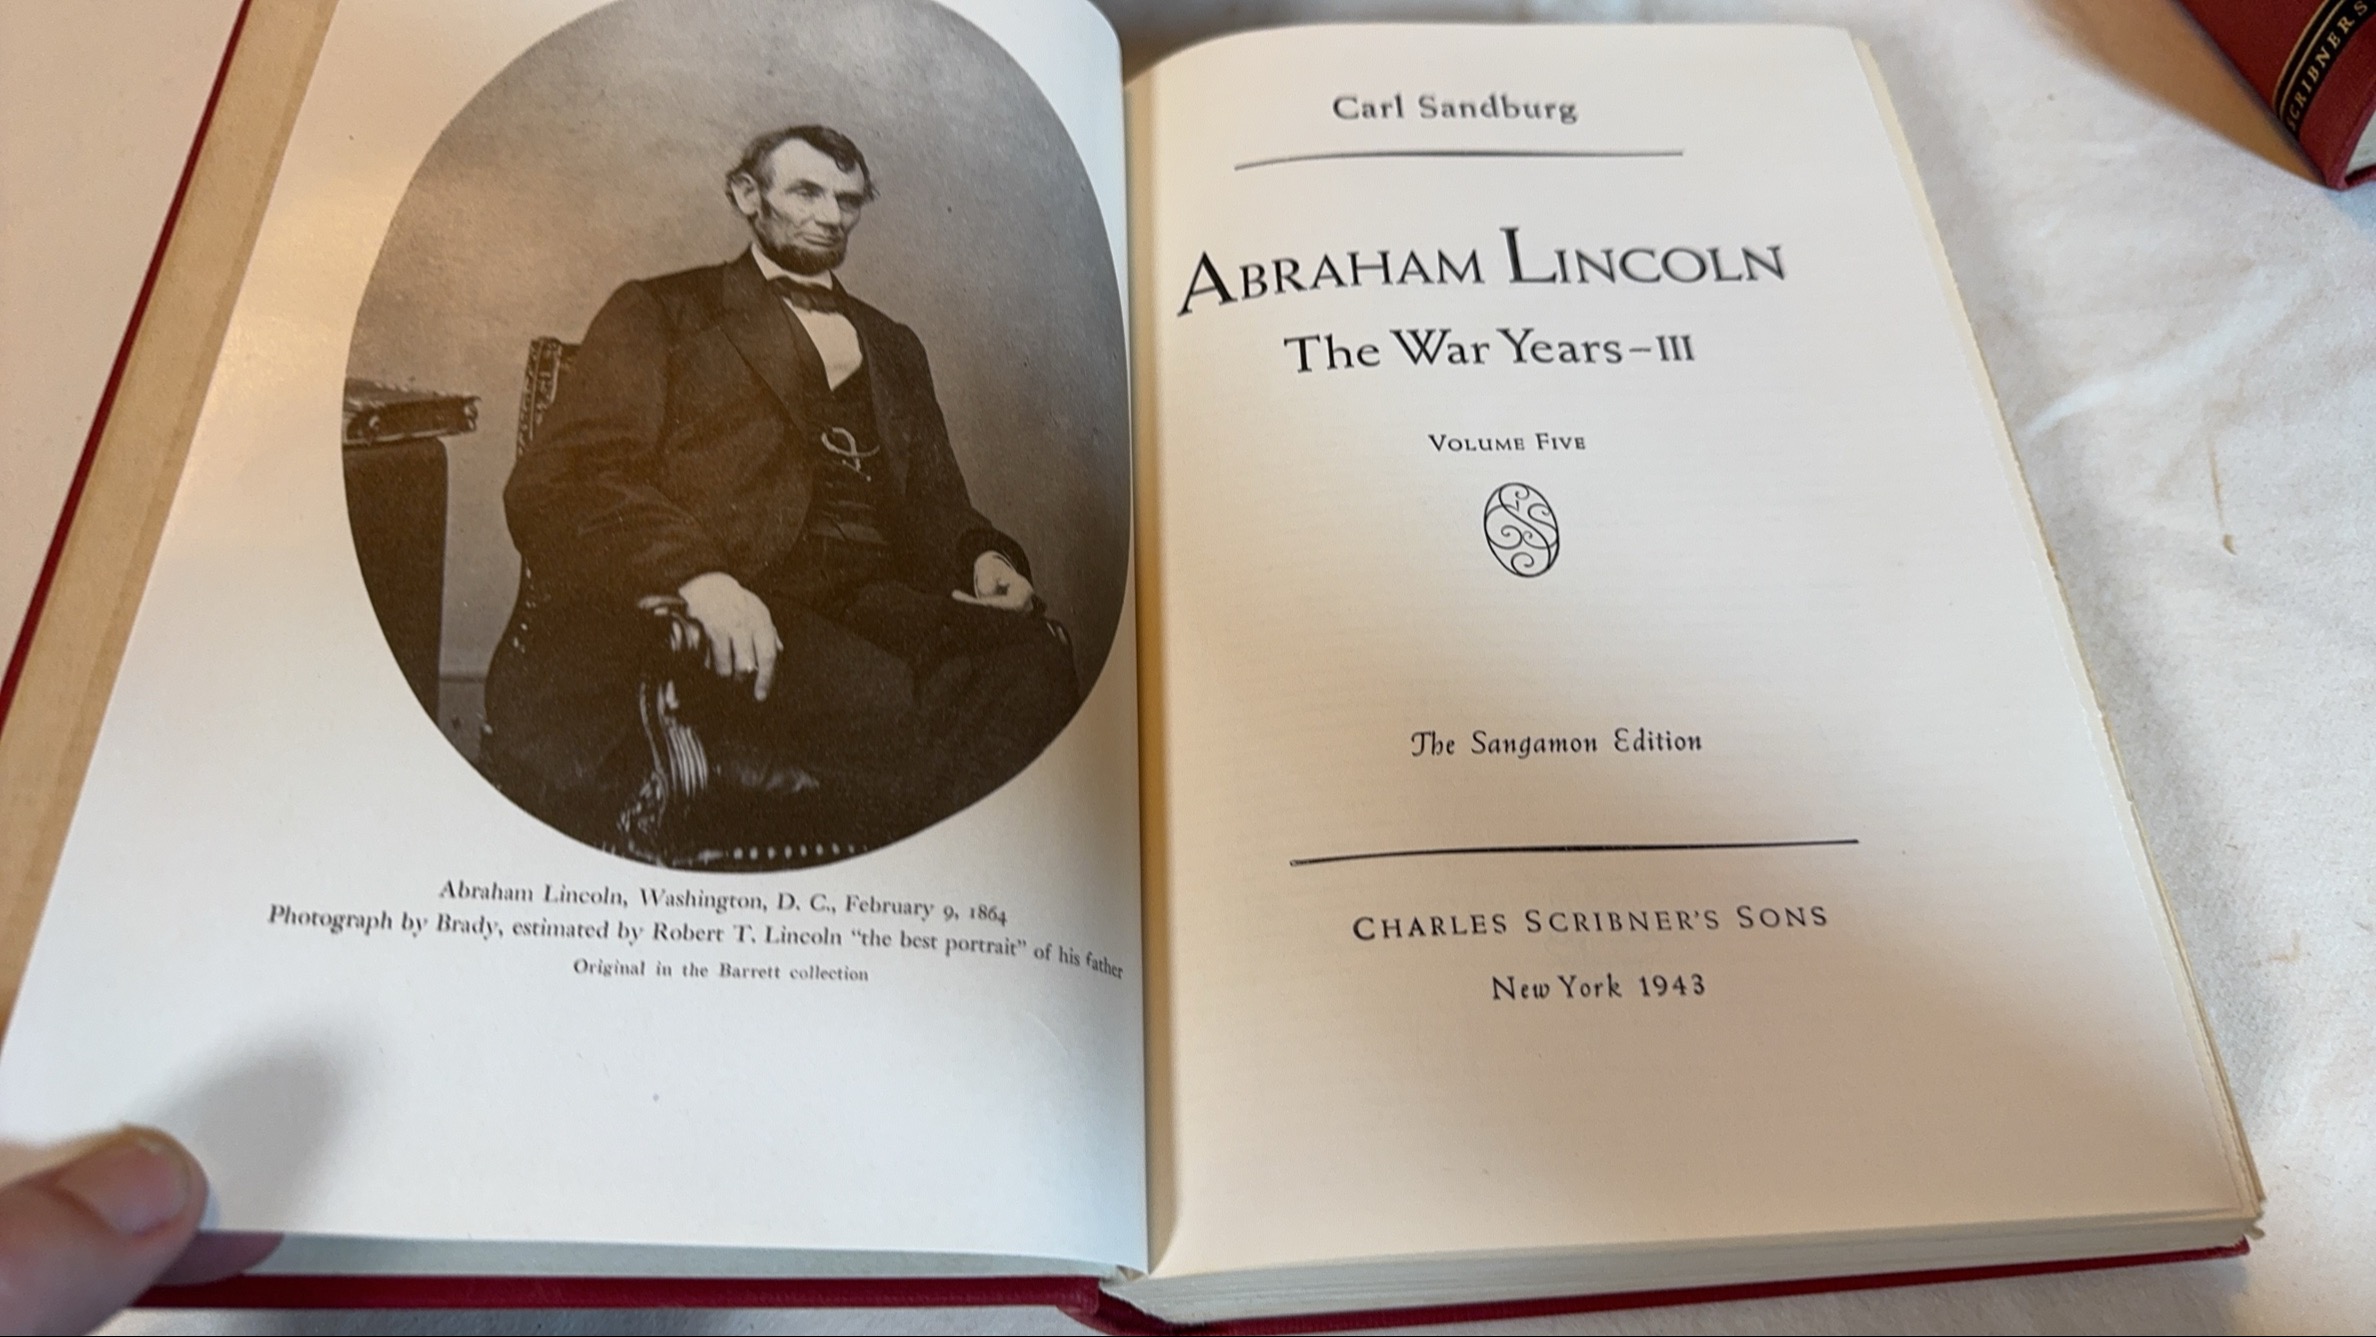 Abraham Lincoln, Washington, D. C., February 9, 1864
Photograph by Brady, estimated by Robert T. Lincoln “the best portrait” of his father
Original in the Barrett collection
Carl Sandburg
ABRAHAM LINCOLN
The War Years–III
VOLUME FIVE
The Sangamon Edition
CHARLES SCRIBNER'S SONS
New York 1943
SCRIBNERS